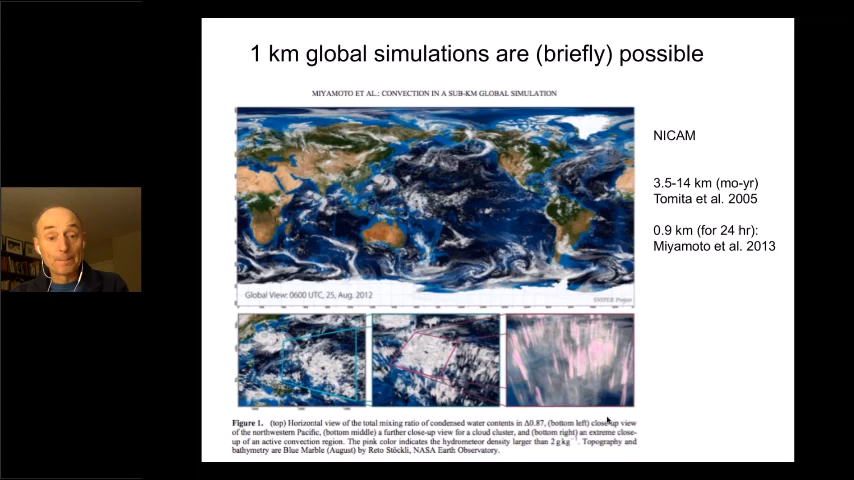 1 km global simulations are (briefly) possible
MIYAMOTO ET AL.: CONVECTION IN A SUB-KM GLOBAL SIMULATION
NICAM
3.5-14 km (mo-yr)
Tomita et al. 2005
0.9 km (for 24 hr):
Miyamoto et al. 2013
Global View: 0600 UTC, 25, Aug. 2012
Figure 1. (top) Horizontal view of the total mixing ratio of condensed water contents in Δ0.87, (bottom left) close-up view
of the northwestern Pacific, (bottom middle) a further close-up view for a cloud cluster, and (bottom right) an extreme close-
up of an active convection region. The pink color indicates the hydrometeor density larger than 2 g kg⁻¹. Topography and
bathymetry are Blue Marble (August) by Reto Stöckli, NASA Earth Observatory.